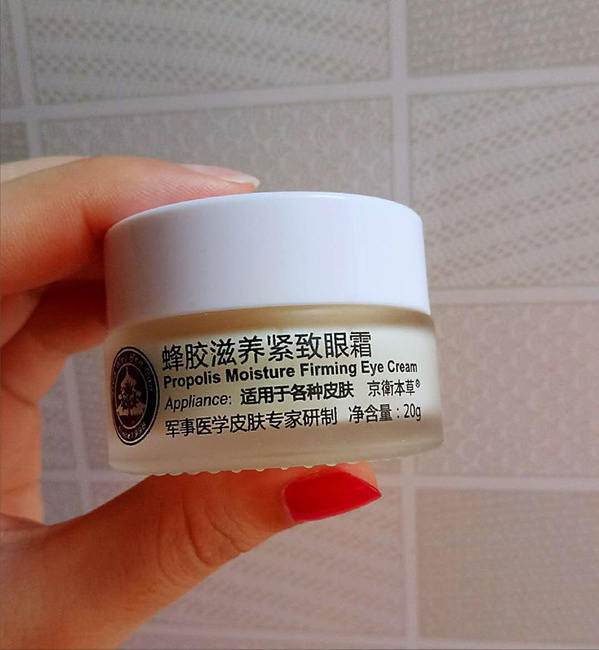 蜂胶滋养紧致眼霜
Propolis Moisture Firming Eye Cream
Appliance: 适用于各种皮肤 京衛本草®
军事医学皮肤专家研制 净含量：20g